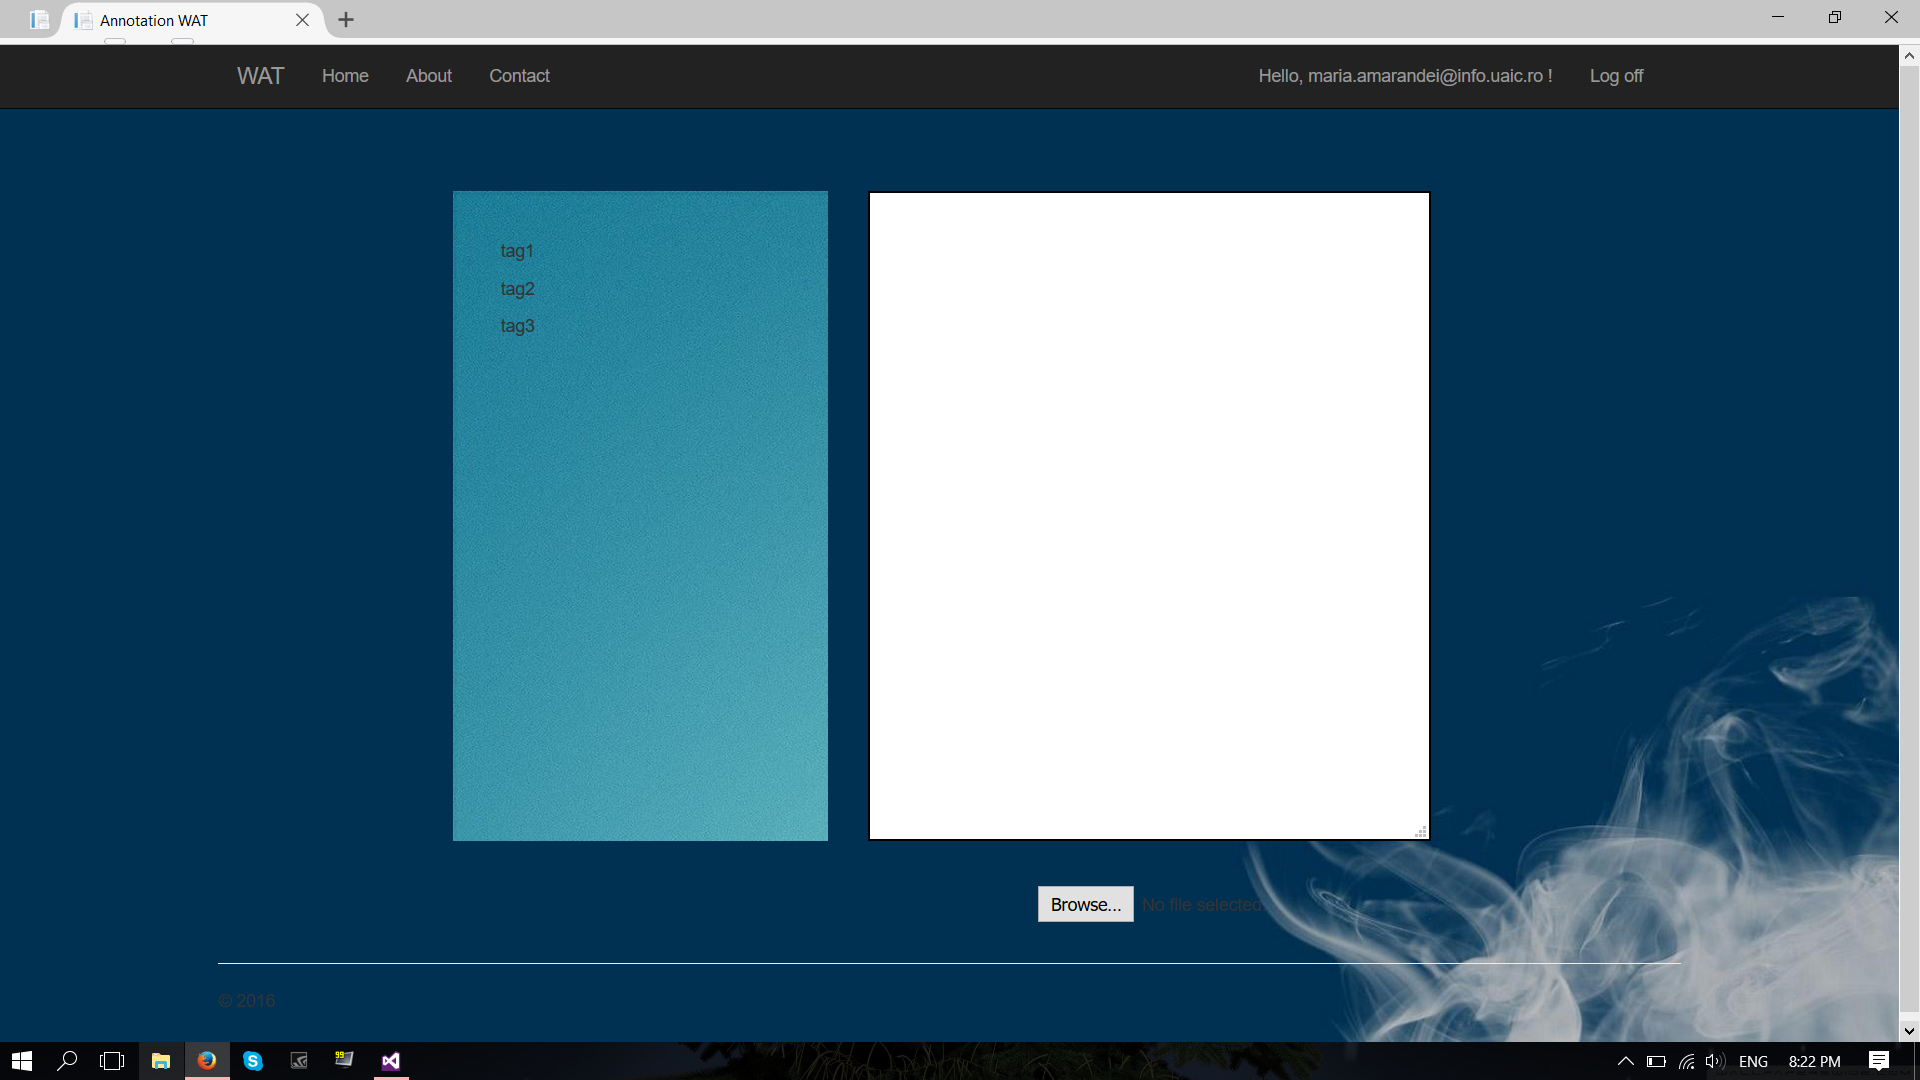 Annotation WAT
WAT Home About Contact Hello, maria.amarandei@info.uaic.ro ! Log off
tag1
tag2
tag3
Browse... No file selected.
© 2016
99 ENG 8:22 PM